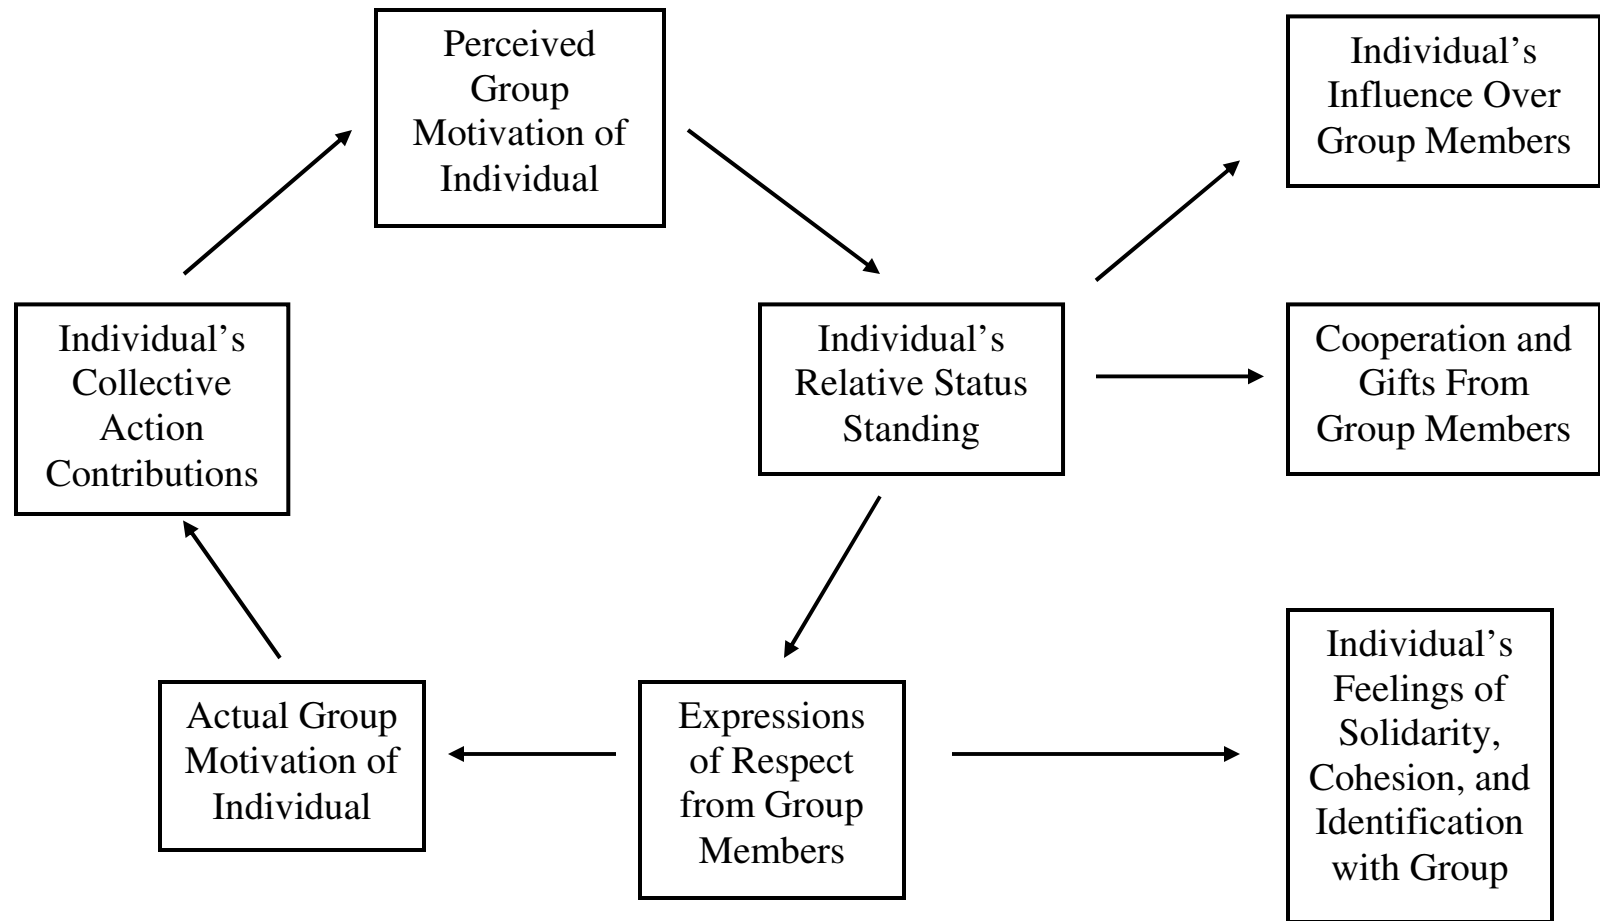 Perceived
Group
Motivation of
Individual
Individual’s
Influence Over
Group Members
Individual’s
Collective
Action
Contributions
Individual’s
Relative Status
Standing
Cooperation and
Gifts From
Group Members
Actual Group
Motivation of
Individual
Expressions
of Respect
from Group
Members
Individual’s
Feelings of
Solidarity,
Cohesion, and
Identification
with Group